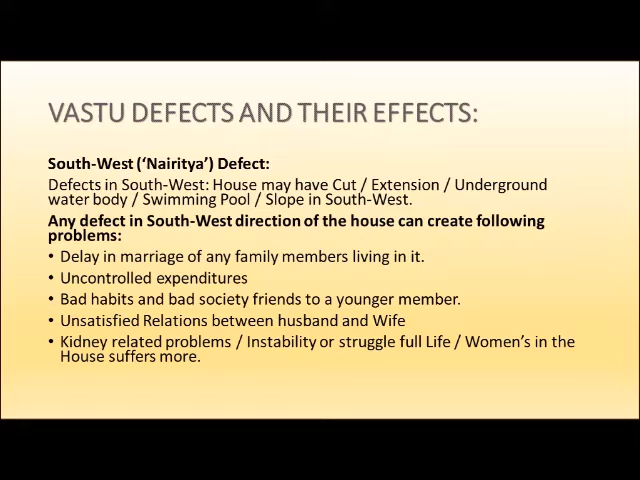 VASTU DEFECTS AND THEIR EFFECTS:
South-West (‘Nairitya’) Defect:
Defects in South-West: House may have Cut / Extension / Underground
water body / Swimming Pool / Slope in South-West.
Any defect in South-West direction of the house can create following
problems:
• Delay in marriage of any family members living in it.
• Uncontrolled expenditures
• Bad habits and bad society friends to a younger member.
• Unsatisfied Relations between husband and Wife
• Kidney related problems / Instability or struggle full Life / Women’s in the
House suffers more.